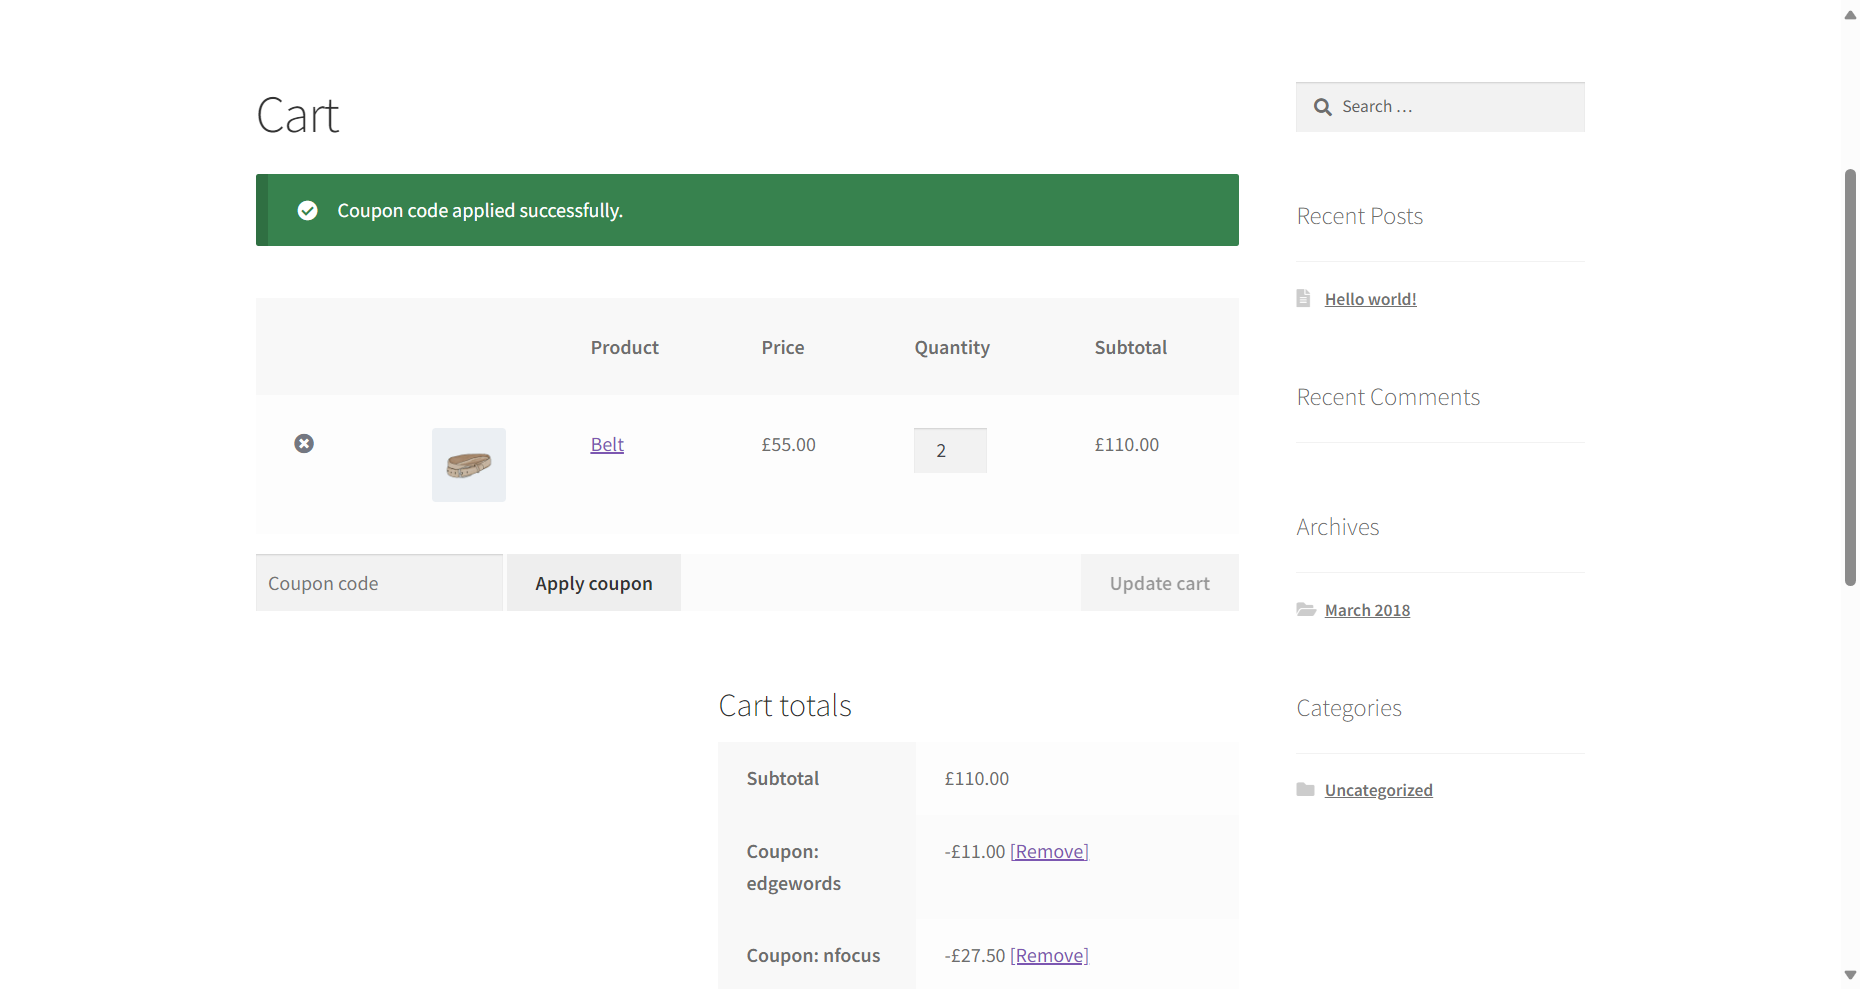 Cart
Search …
Coupon code applied successfully.
Recent Posts
Hello world!
Product Price Quantity Subtotal
Recent Comments
Belt £55.00 2 £110.00
Archives
Coupon code Apply coupon Update cart
March 2018
Cart totals
Categories
Subtotal £110.00
Uncategorized
Coupon: edgewords -£11.00 [Remove]
Coupon: nfocus -£27.50 [Remove]